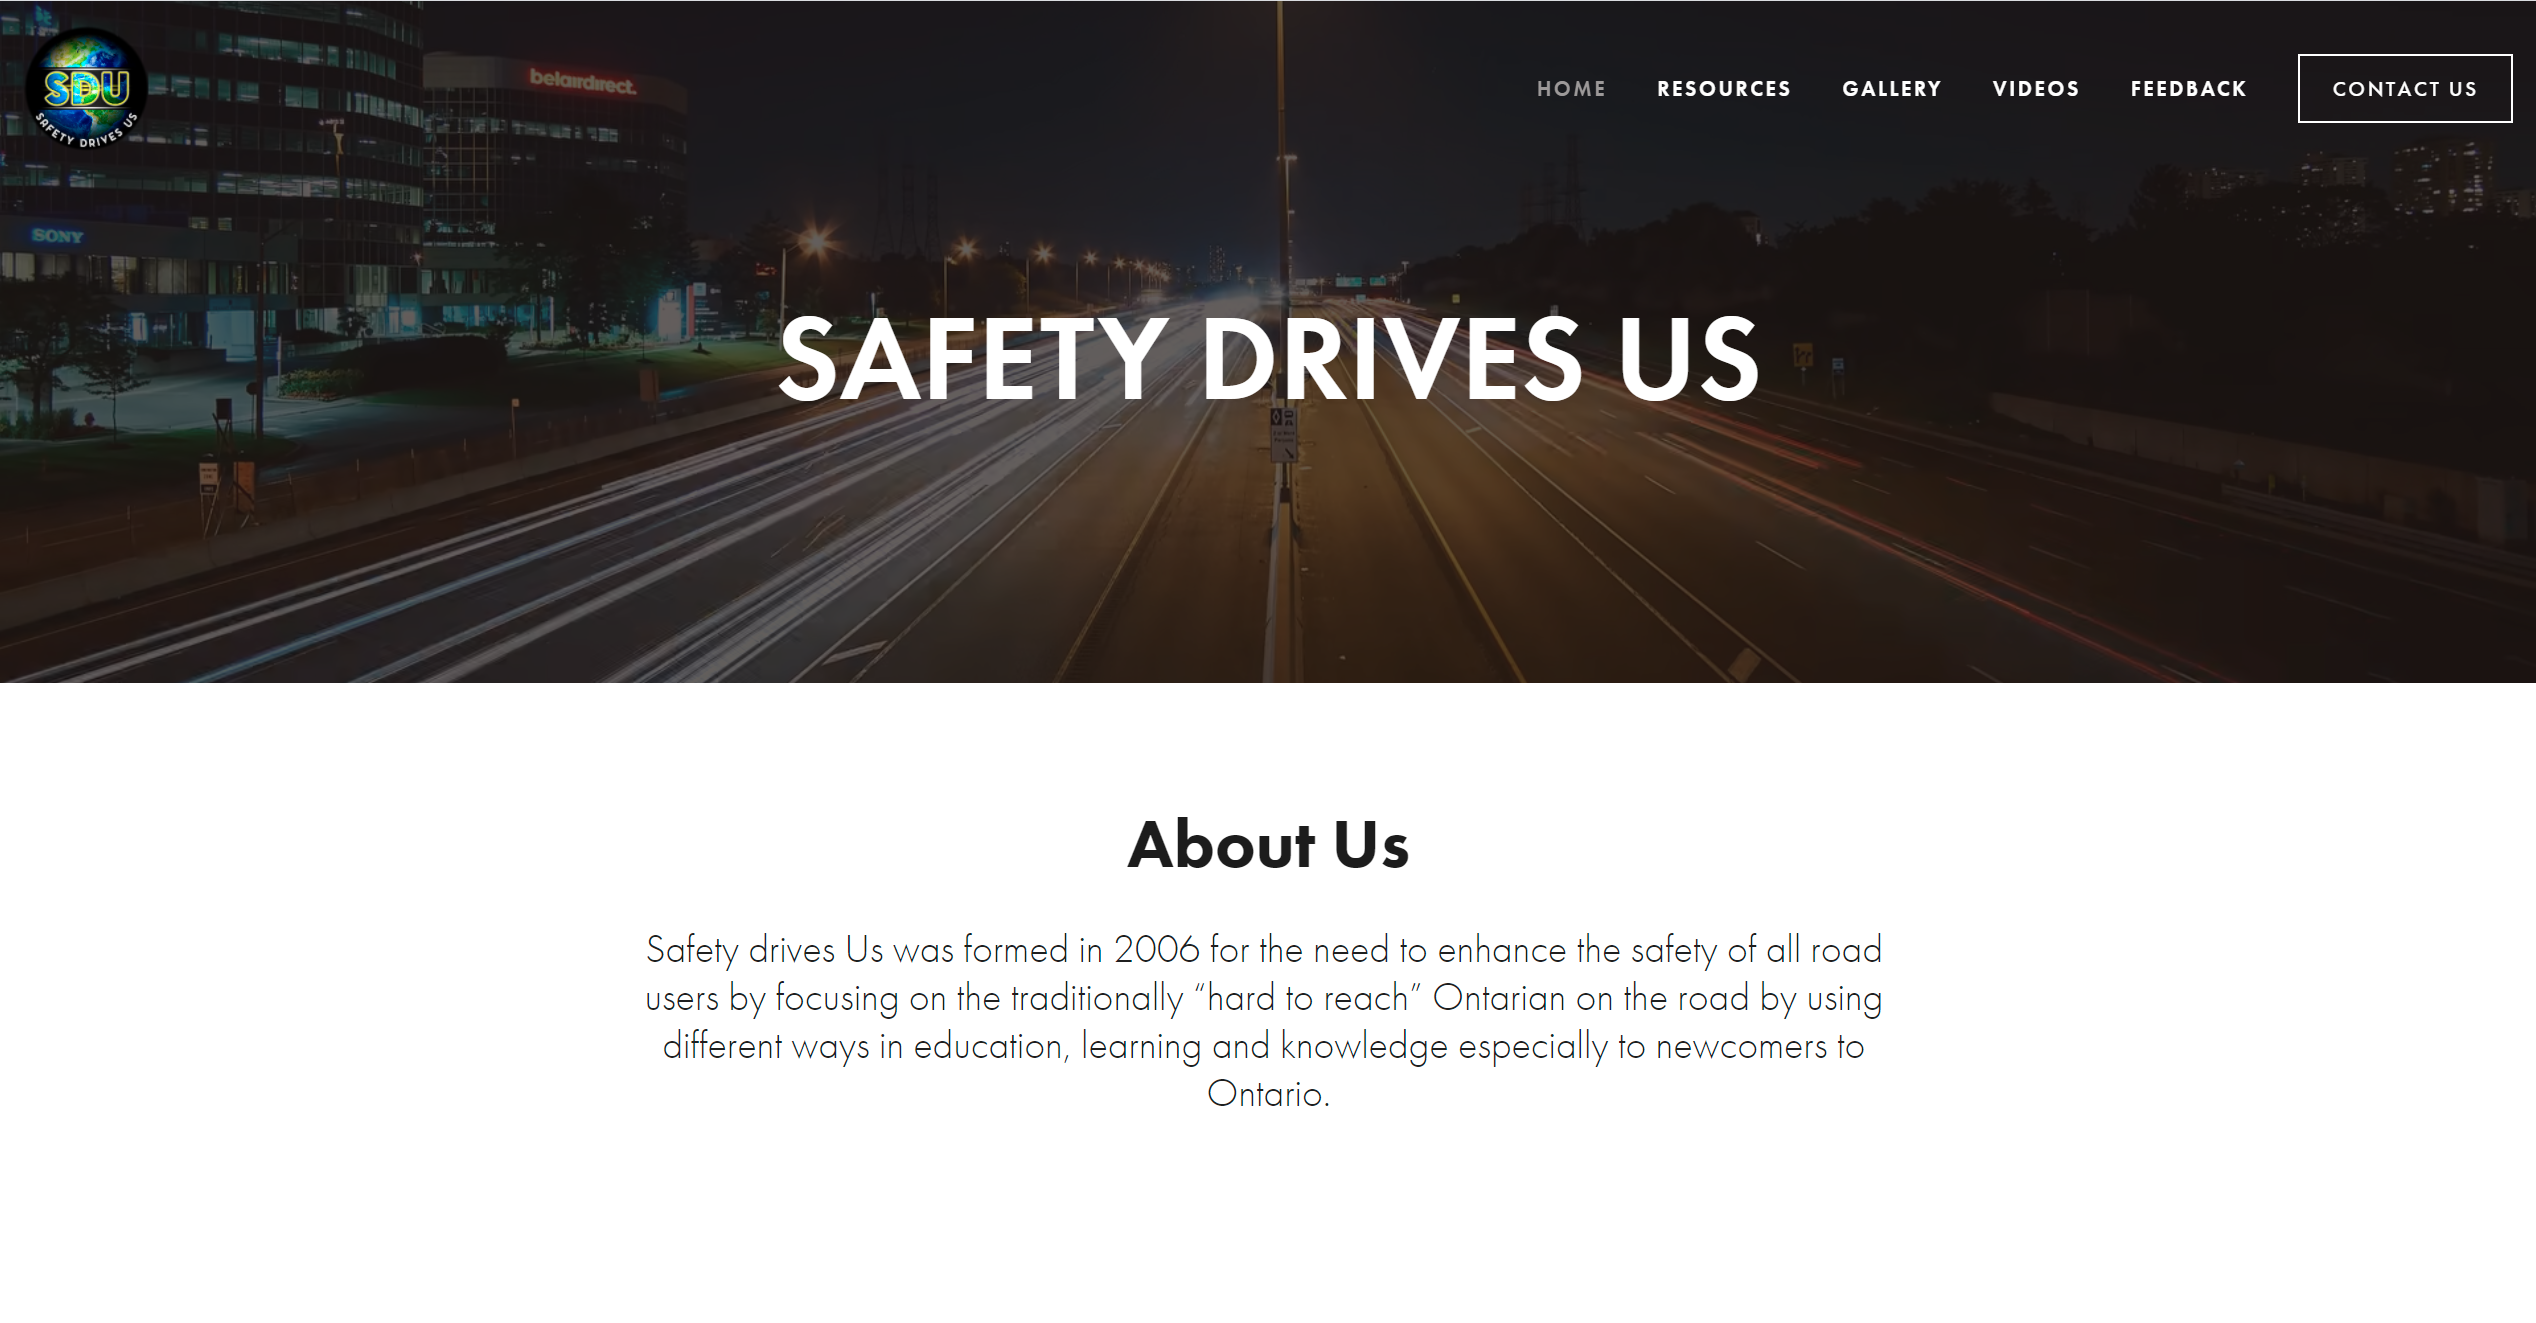 SDU
SAFETY DRIVES US
belairdirect.
SONY
HOME
RESOURCES
GALLERY
VIDEOS
FEEDBACK
CONTACT US
SAFETY DRIVES US
About Us
Safety drives Us was formed in 2006 for the need to enhance the safety of all road
users by focusing on the traditionally “hard to reach” Ontarian on the road by using
different ways in education, learning and knowledge especially to newcomers to
Ontario.